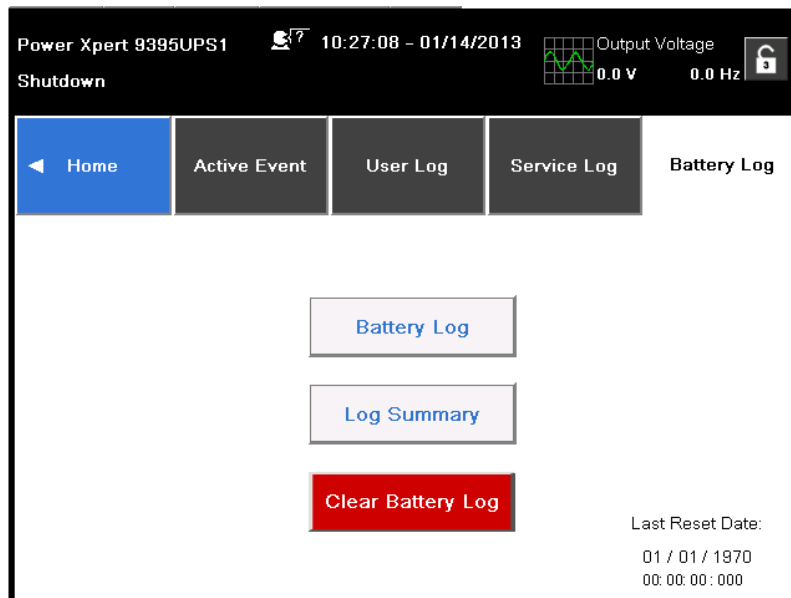 Power Xpert 9395UPS1
? 10:27:08 - 01/14/2013
Output Voltage
Shutdown
0.0 V 0.0 Hz
3
Home
Active Event
User Log
Service Log
Battery Log
Battery Log
Log Summary
Clear Battery Log
Last Reset Date:
01 / 01 / 1970
00: 00: 00 : 000